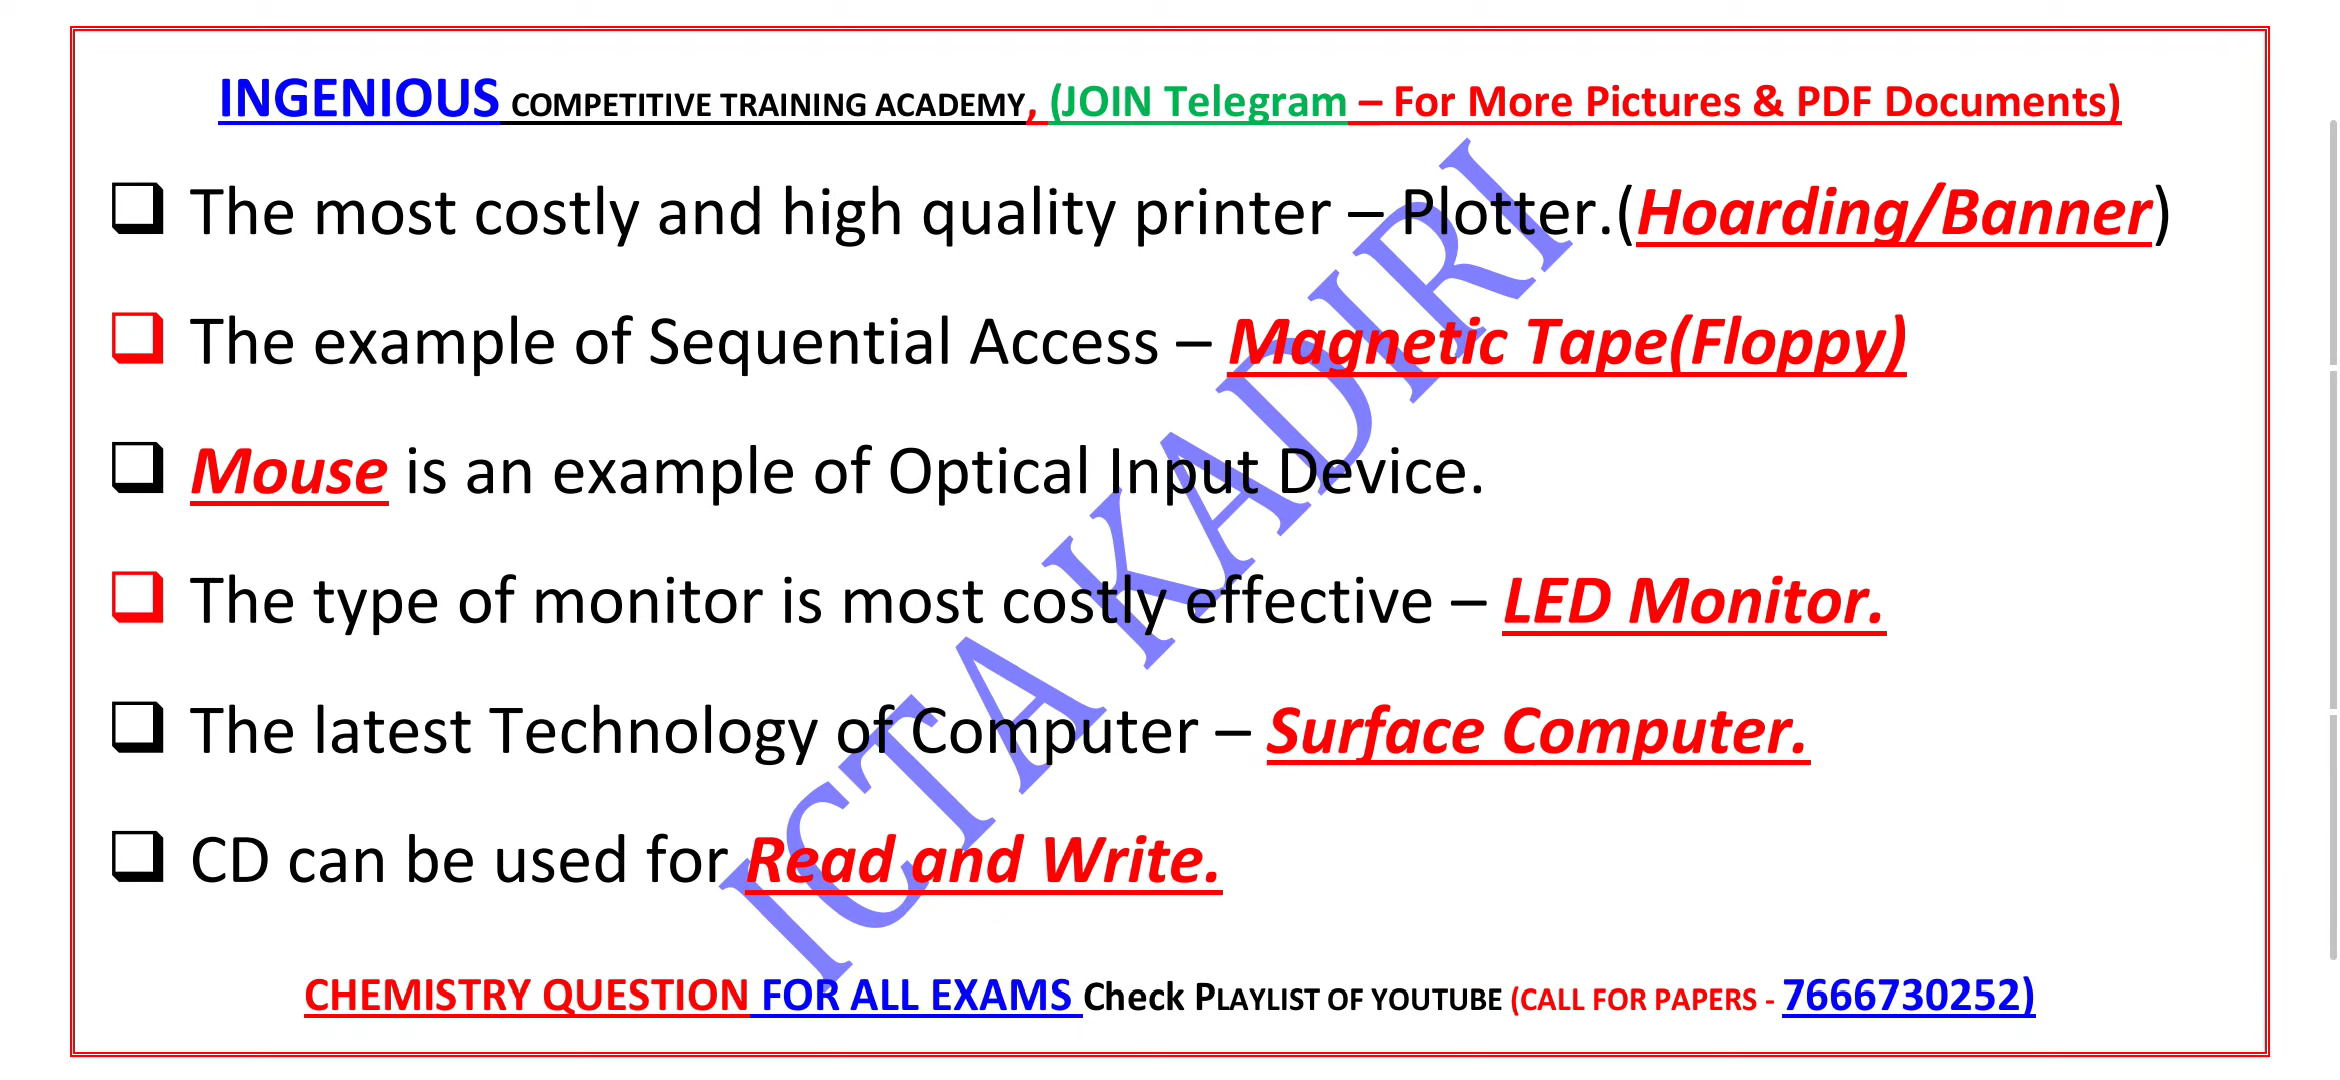 INGENIOUS COMPETITIVE TRAINING ACADEMY, (JOIN Telegram – For More Pictures & PDF Documents)
❑ The most costly and high quality printer – Plotter.(Hoarding/Banner)
❑ The example of Sequential Access – Magnetic Tape(Floppy)
❑ Mouse is an example of Optical Input Device.
❑ The type of monitor is most costly effective – LED Monitor.
❑ The latest Technology of Computer – Surface Computer.
❑ CD can be used for Read and Write.
CHEMISTRY QUESTION FOR ALL EXAMS Check PLAYLIST OF YOUTUBE (CALL FOR PAPERS - 7666730252)
ICTA KADIRI